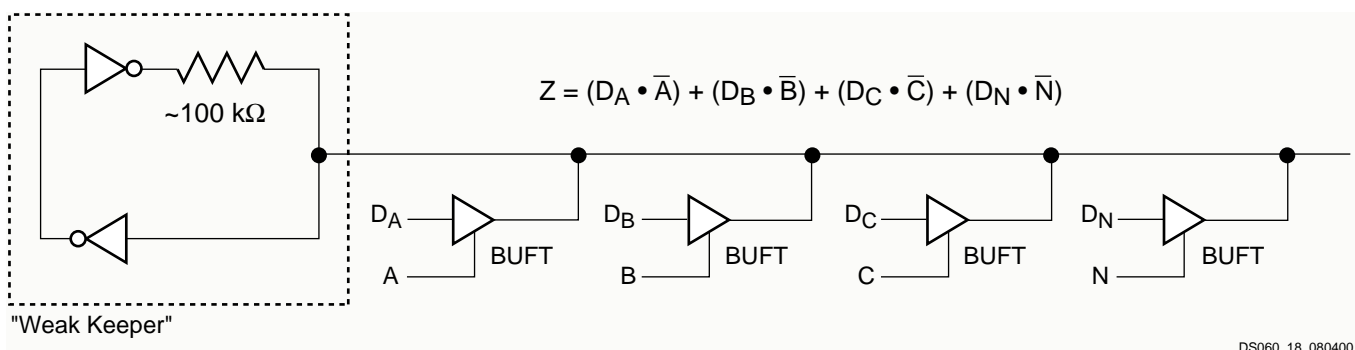 Z = (D_A • A̅) + (D_B • B̅) + (D_C • C̅) + (D_N • N̅)
~100 kΩ
D_A
D_B
D_C
D_N
BUFT
BUFT
BUFT
BUFT
A
B
C
N
"Weak Keeper"
DS060_18_080400